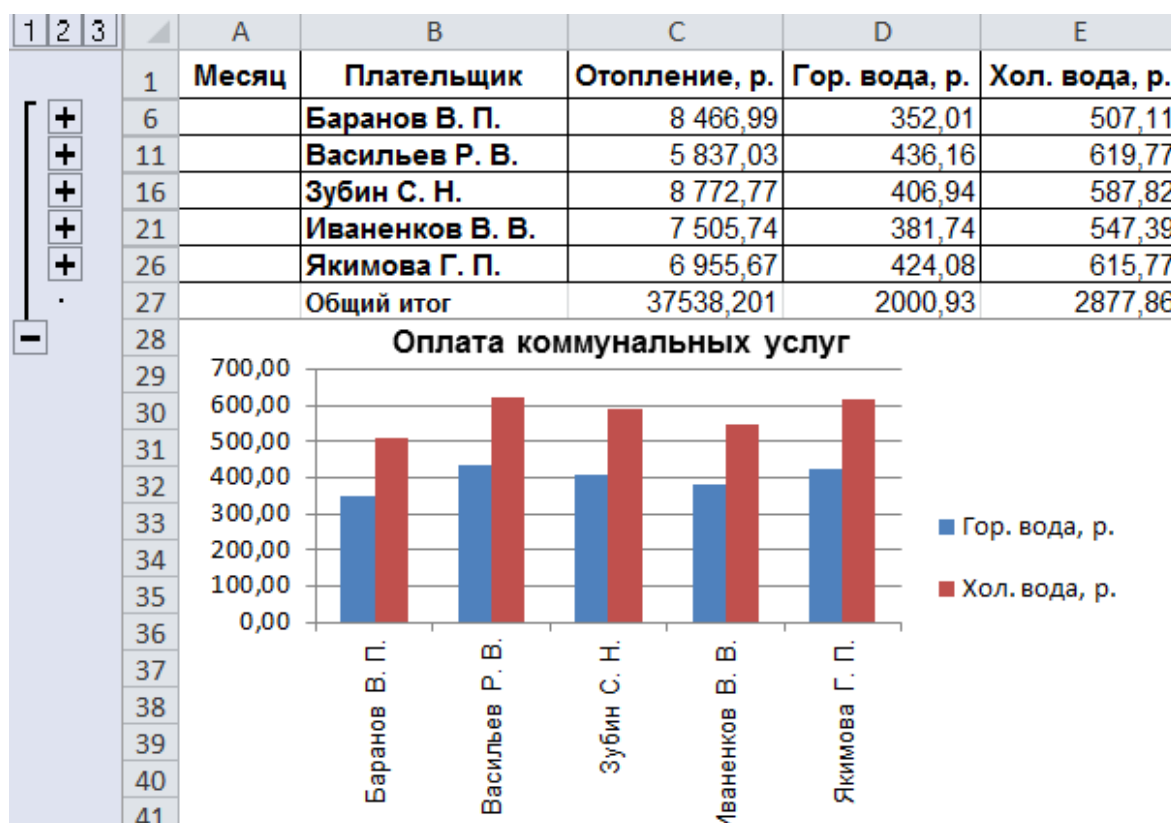 1 2 3 A B C D E
1 Месяц Плательщик Отопление, р. Гор. вода, р. Хол. вода, р.
6 Баранов В. П. 8 466,99 352,01 507,11
11 Васильев Р. В. 5 837,03 436,16 619,77
16 Зубин С. Н. 8 772,77 406,94 587,82
21 Иваненков В. В. 7 505,74 381,74 547,39
26 Якимова Г. П. 6 955,67 424,08 615,77
27 Общий итог 37538,201 2000,93 2877,86
28 Оплата коммунальных услуг
29 700,00
30 600,00
31 500,00
32 400,00
33 300,00
34 200,00
35 100,00
36 0,00
37
38
39
40
41
Гор. вода, р.
Хол. вода, р.
Баранов В. П.
Васильев Р. В.
Зубин С. Н.
Иваненков В. В.
Якимова Г. П.